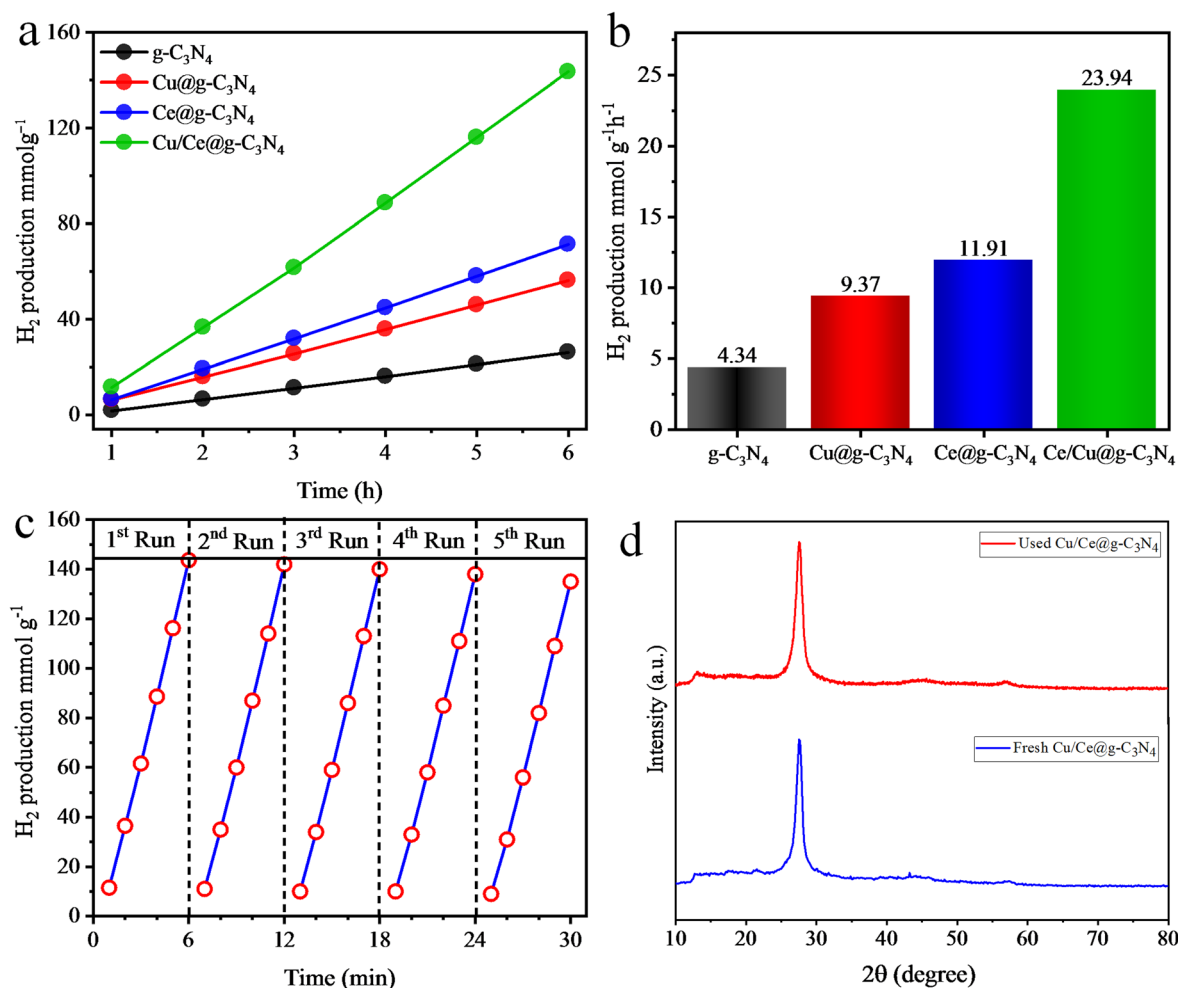 a
160
120
80
40
0
H₂ production mmolg⁻¹
g-C₃N₄
Cu@g-C₃N₄
Ce@g-C₃N₄
Cu/Ce@g-C₃N₄
1 2 3 4 5 6
Time (h)
b
25
20
15
10
5
0
H₂ production mmol g⁻¹h⁻¹
4.34
9.37
11.91
23.94
g-C₃N₄ Cu@g-C₃N₄ Ce@g-C₃N₄ Ce/Cu@g-C₃N₄
c
160
140
120
100
80
60
40
20
0
H₂ production mmol g⁻¹
1ˢᵗ Run 2ⁿᵈ Run 3ʳᵈ Run 4ᵗʰ Run 5ᵗʰ Run
0 6 12 18 24 30
Time (min)
d
Used Cu/Ce@g-C₃N₄
Fresh Cu/Ce@g-C₃N₄
Intensity (a.u.)
10 20 30 40 50 60 70 80
2θ (degree)